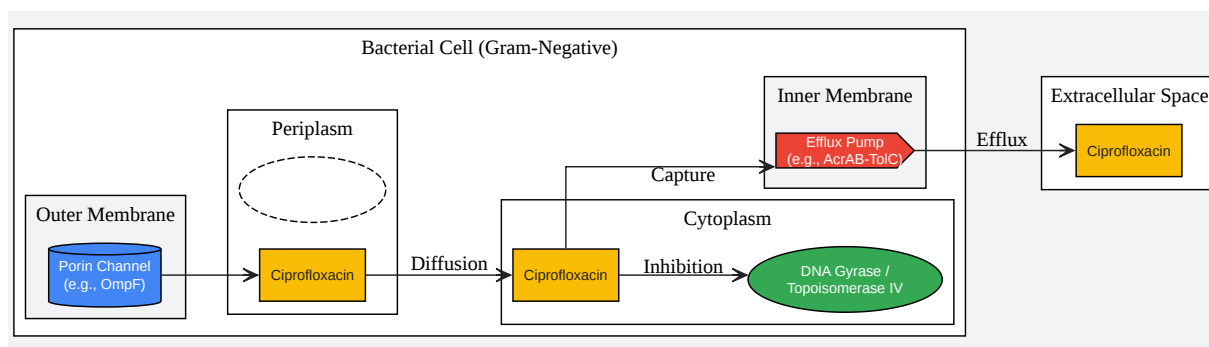 Bacterial Cell (Gram-Negative)
Inner Membrane
Extracellular Space
Periplasm
Efflux Pump
(e.g., AcrAB-TolC)
Efflux
Ciprofloxacin
Capture
Outer Membrane
Cytoplasm
Porin Channel
(e.g., OmpF)
Ciprofloxacin
Diffusion
Ciprofloxacin
Inhibition
DNA Gyrase /
Topoisomerase IV